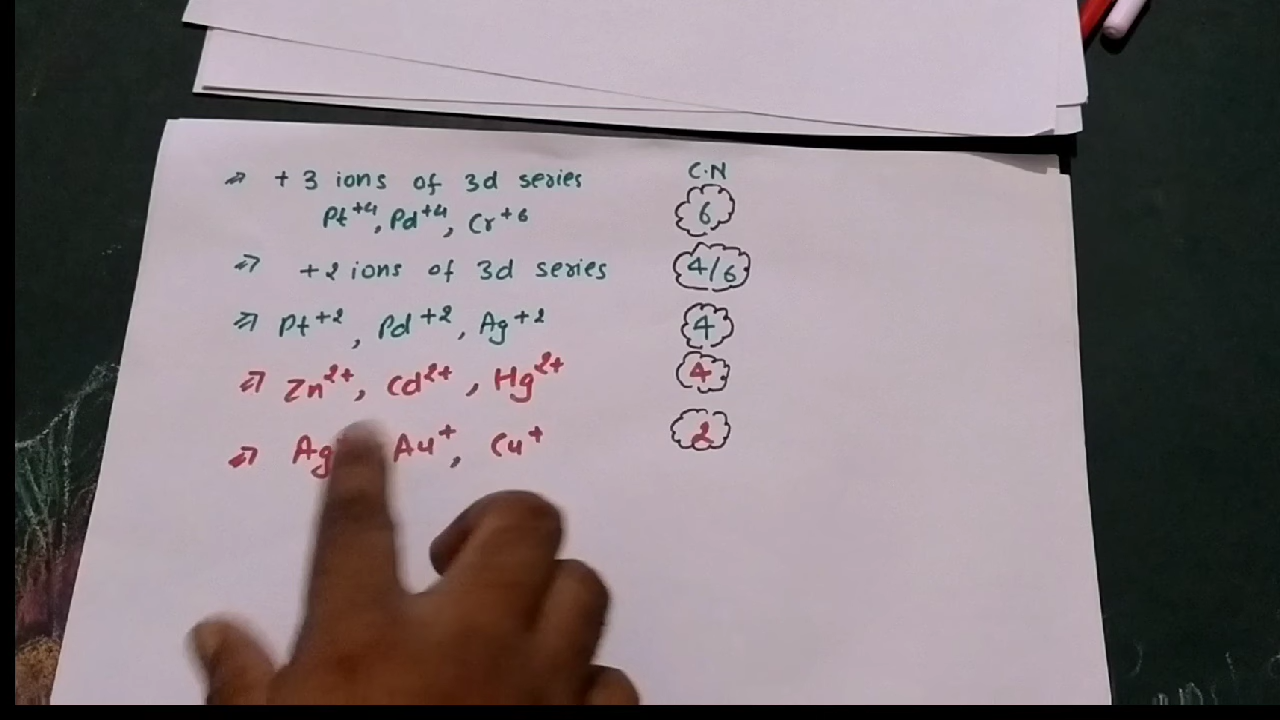 ⇒ +3 ions of 3d series C.N
Pt+4, Pd+4, Cr+6 6
⇒ +2 ions of 3d series 4/6
⇒ Pt+2, Pd+2, Ag+2 4
⇒ Zn2+, Cd2+, Hg2+ 4
⇒ Ag Au+, Cu+ 2